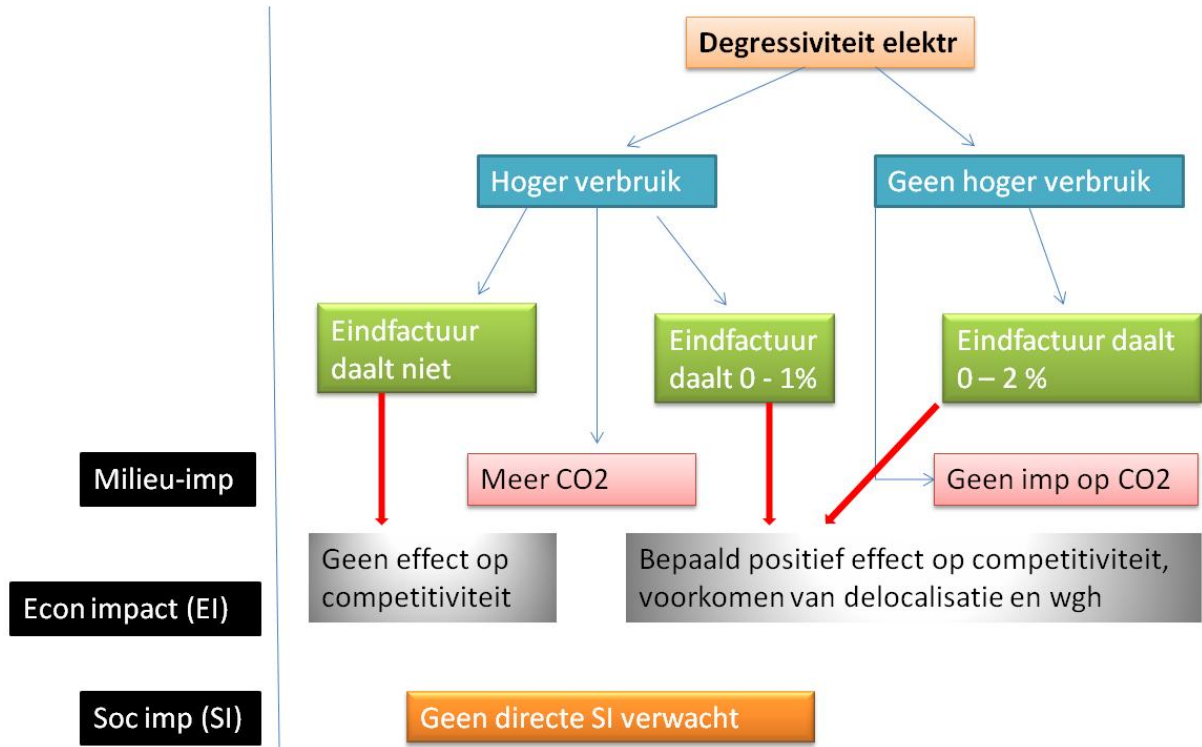 Degressiviteit elektr
Hoger verbruik
Geen hoger verbruik
Eindfactuur
daalt niet
Eindfactuur
daalt 0 - 1%
Eindfactuur daalt
0 – 2 %
Milieu-imp
Meer CO2
Geen imp op CO2
Econ impact (EI)
Geen effect op
competitiviteit
Bepaald positief effect op competitiviteit,
voorkomen van delocalisatie en wgh
Soc imp (SI)
Geen directe SI verwacht